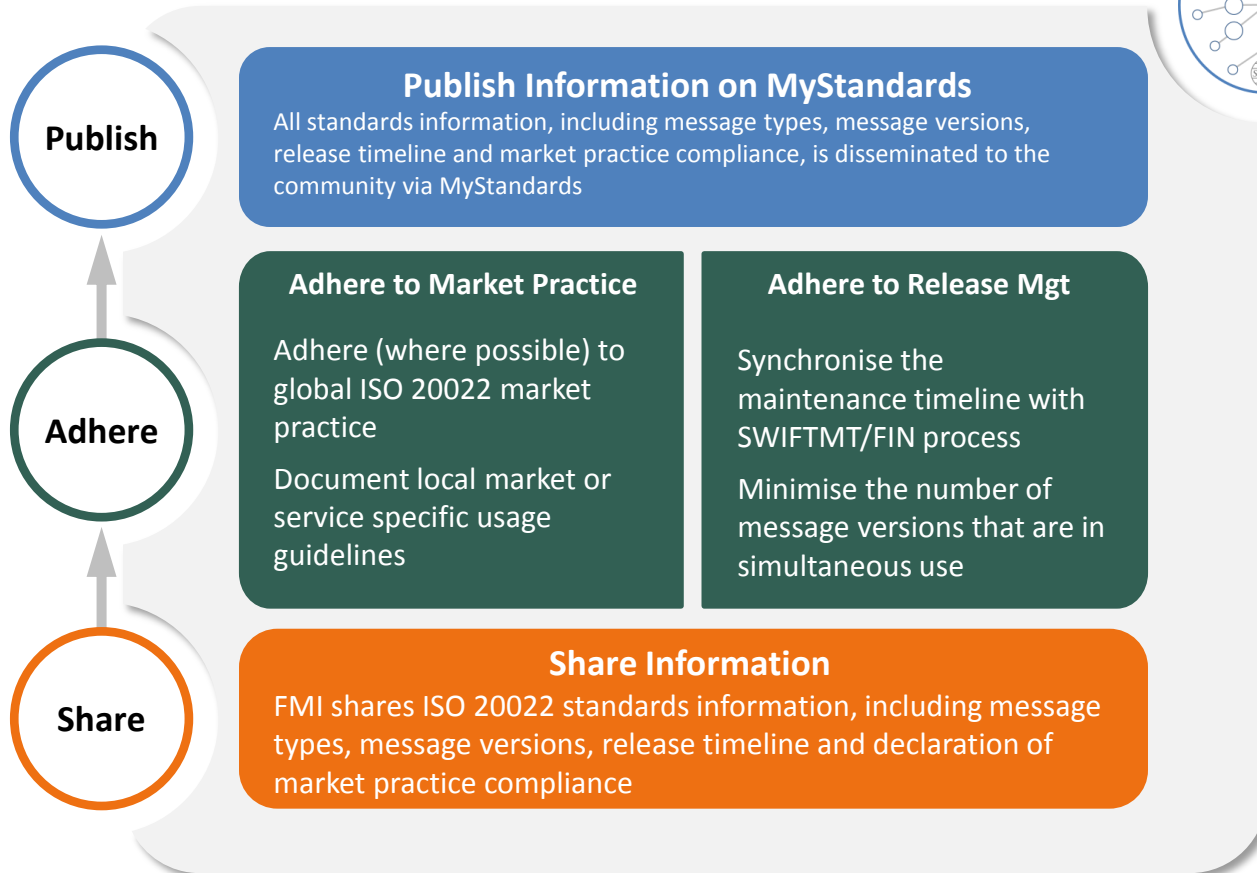 Publish
Publish Information on MyStandards
All standards information, including message types, message versions,
release timeline and market practice compliance, is disseminated to the
community via MyStandards
Adhere
Adhere to Market Practice
Adhere (where possible) to
global ISO 20022 market
practice
Document local market or
service specific usage
guidelines
Adhere to Release Mgt
Synchronise the
maintenance timeline with
SWIFTMT/FIN process
Minimise the number of
message versions that are in
simultaneous use
Share
Share Information
FMI shares ISO 20022 standards information, including message
types, message versions, release timeline and declaration of
market practice compliance